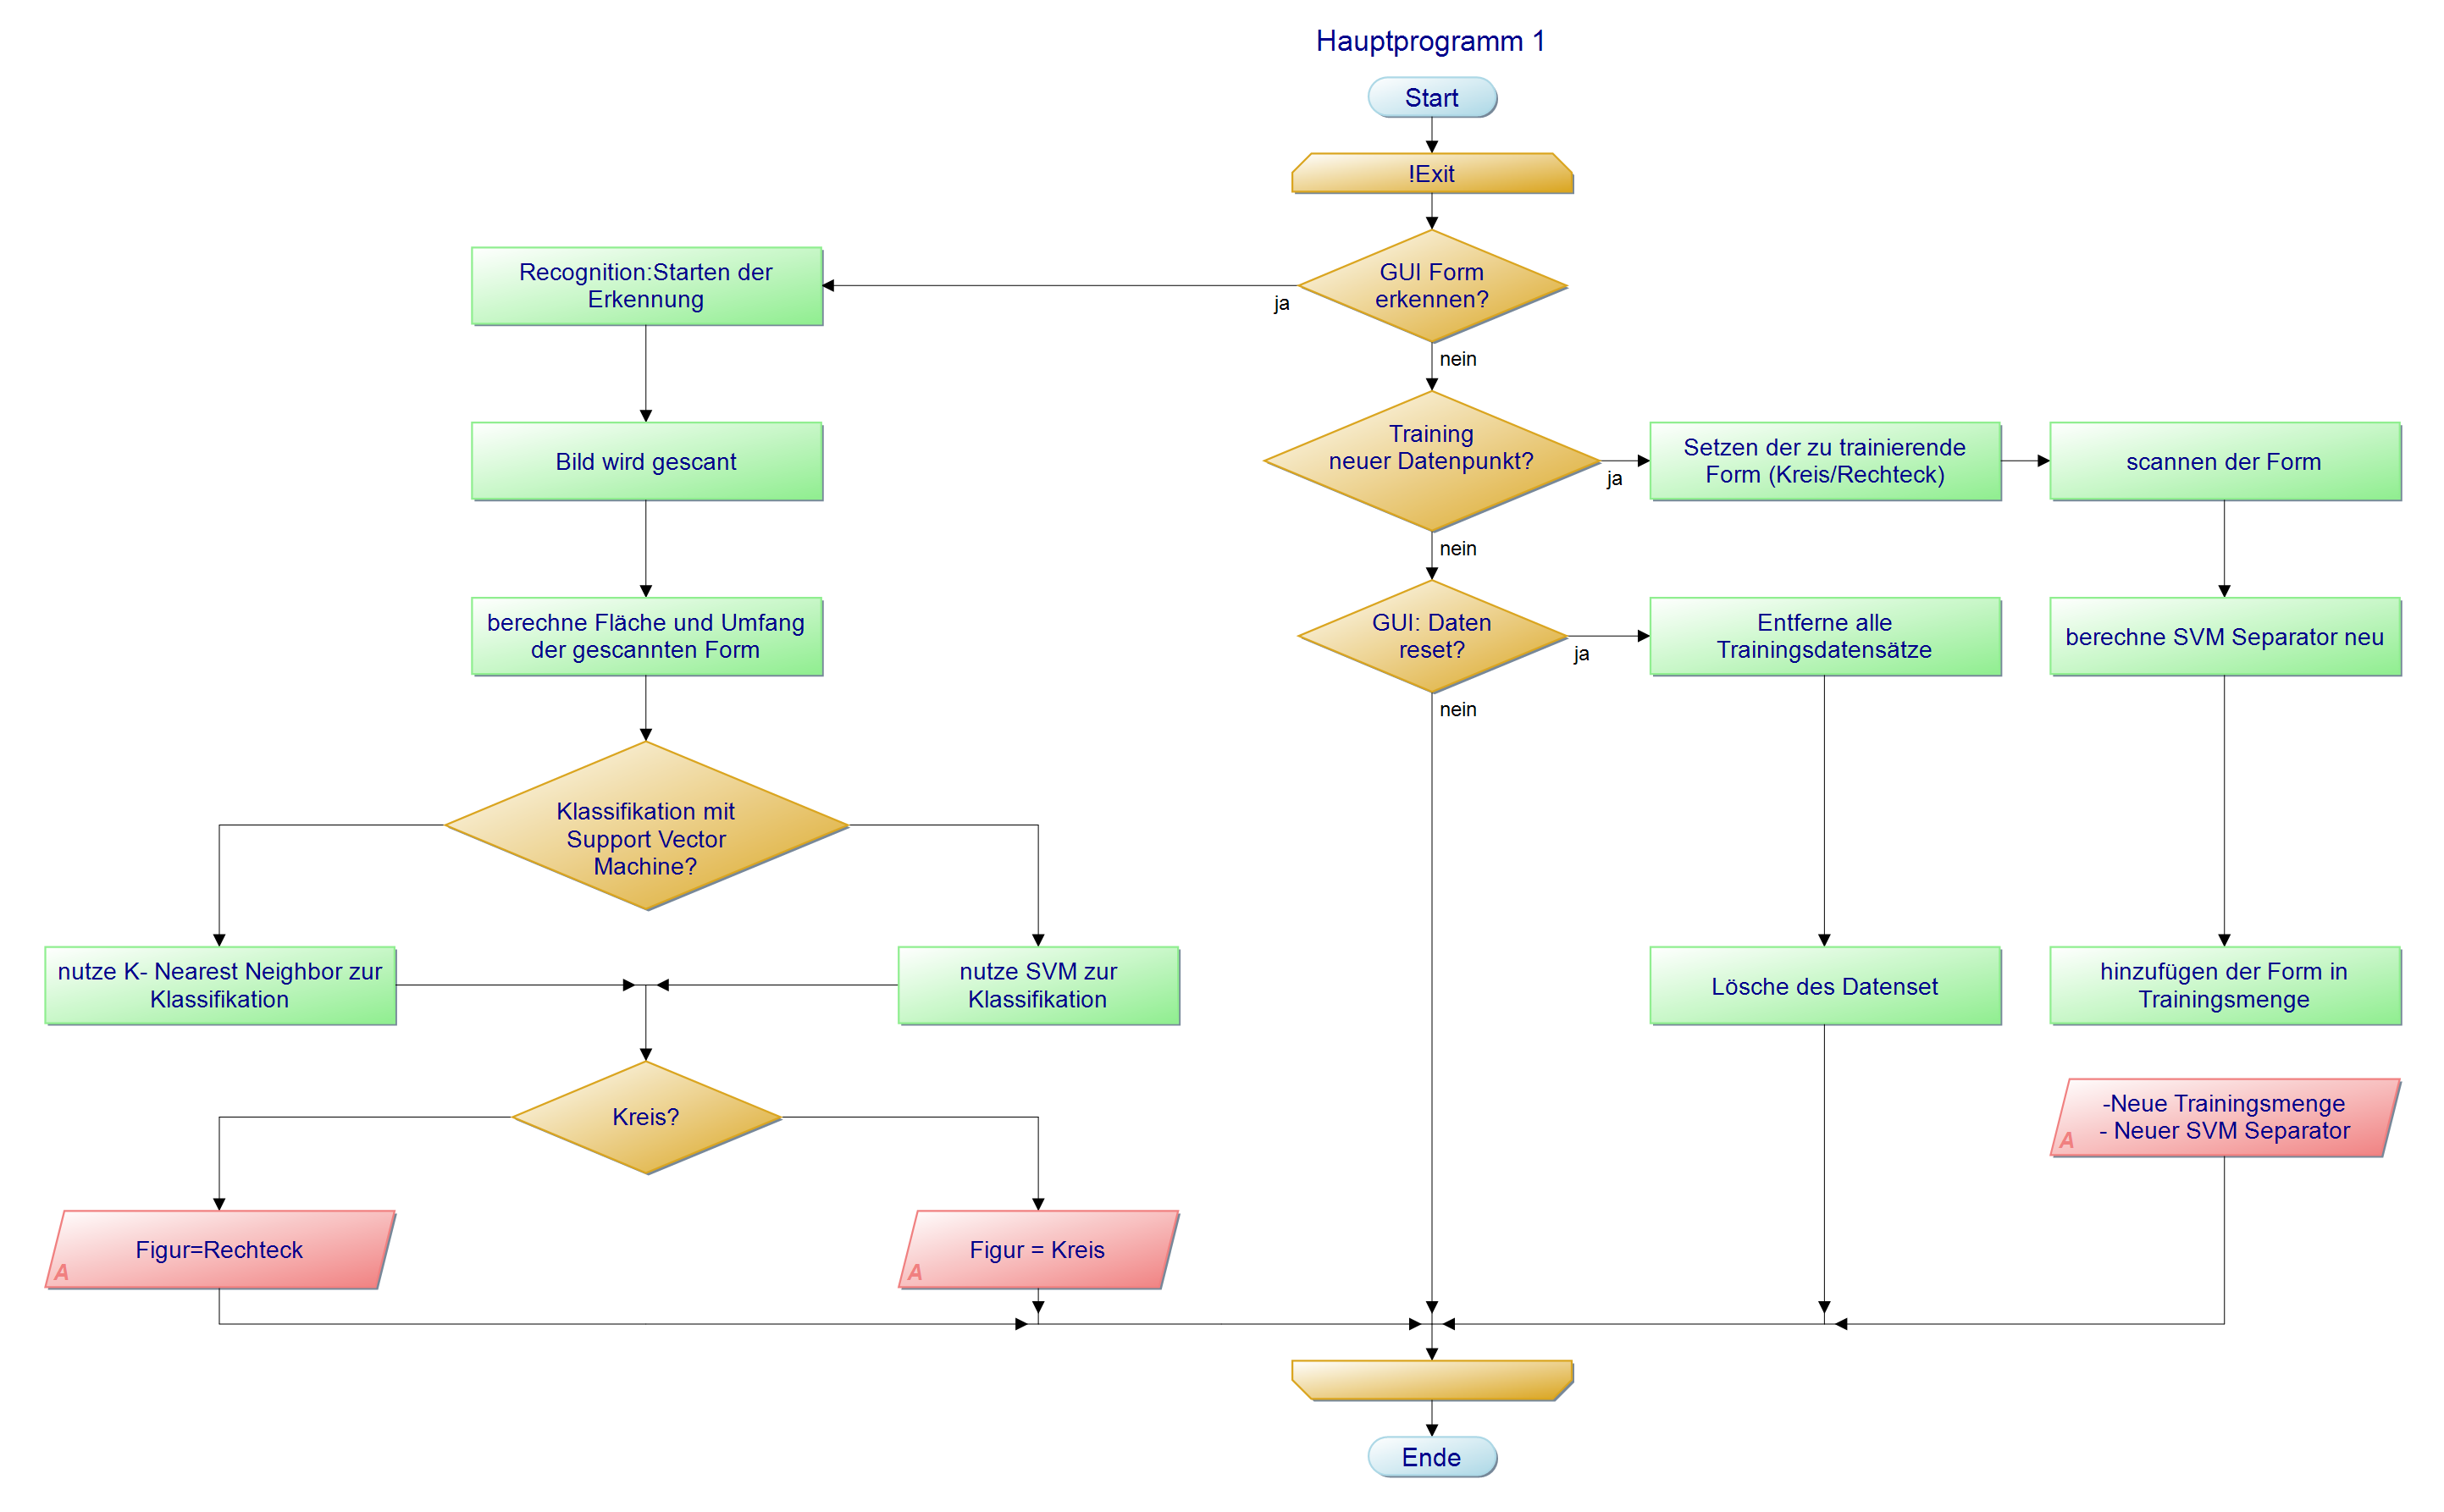 Hauptprogramm 1
Start
!Exit
GUI Form
erkennen?
ja
nein
Recognition:Starten der
Erkennung
Bild wird gescant
berechne Fläche und Umfang
der gescannten Form
Klassifikation mit
Support Vector
Machine?
nutze K- Nearest Neighbor zur
Klassifikation
nutze SVM zur
Klassifikation
Kreis?
Figur=Rechteck
A
Figur = Kreis
A
Training
neuer Datenpunkt?
ja
nein
Setzen der zu trainierende
Form (Kreis/Rechteck)
scannen der Form
berechne SVM Separator neu
hinzufügen der Form in
Trainingsmenge
-Neue Trainingsmenge
- Neuer SVM Separator
A
GUI: Daten
reset?
ja
nein
Entferne alle
Trainingsdatensätze
Lösche des Datenset
Ende